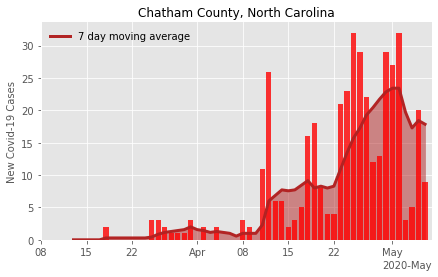 Chatham County, North Carolina
7 day moving average
New Covid-19 Cases
30
25
20
15
10
5
0
08 15 22 Apr 08 15 22 May
2020-May